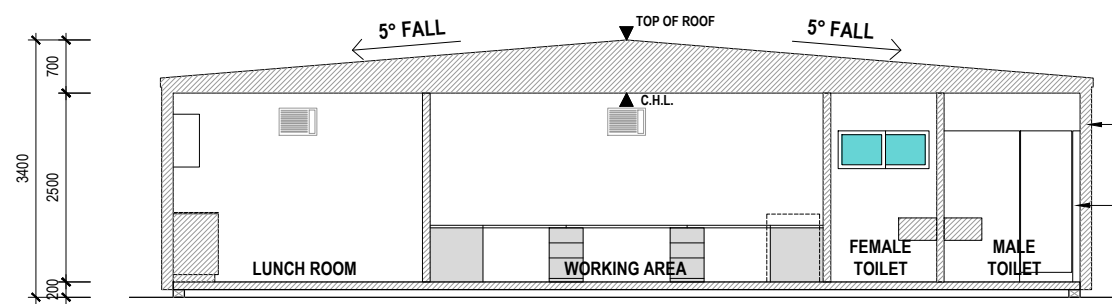 TOP OF ROOF
5° FALL
5° FALL
700
C.H.L.
3400
2500
LUNCH ROOM
WORKING AREA
FEMALE
TOILET
MALE
TOILET
200